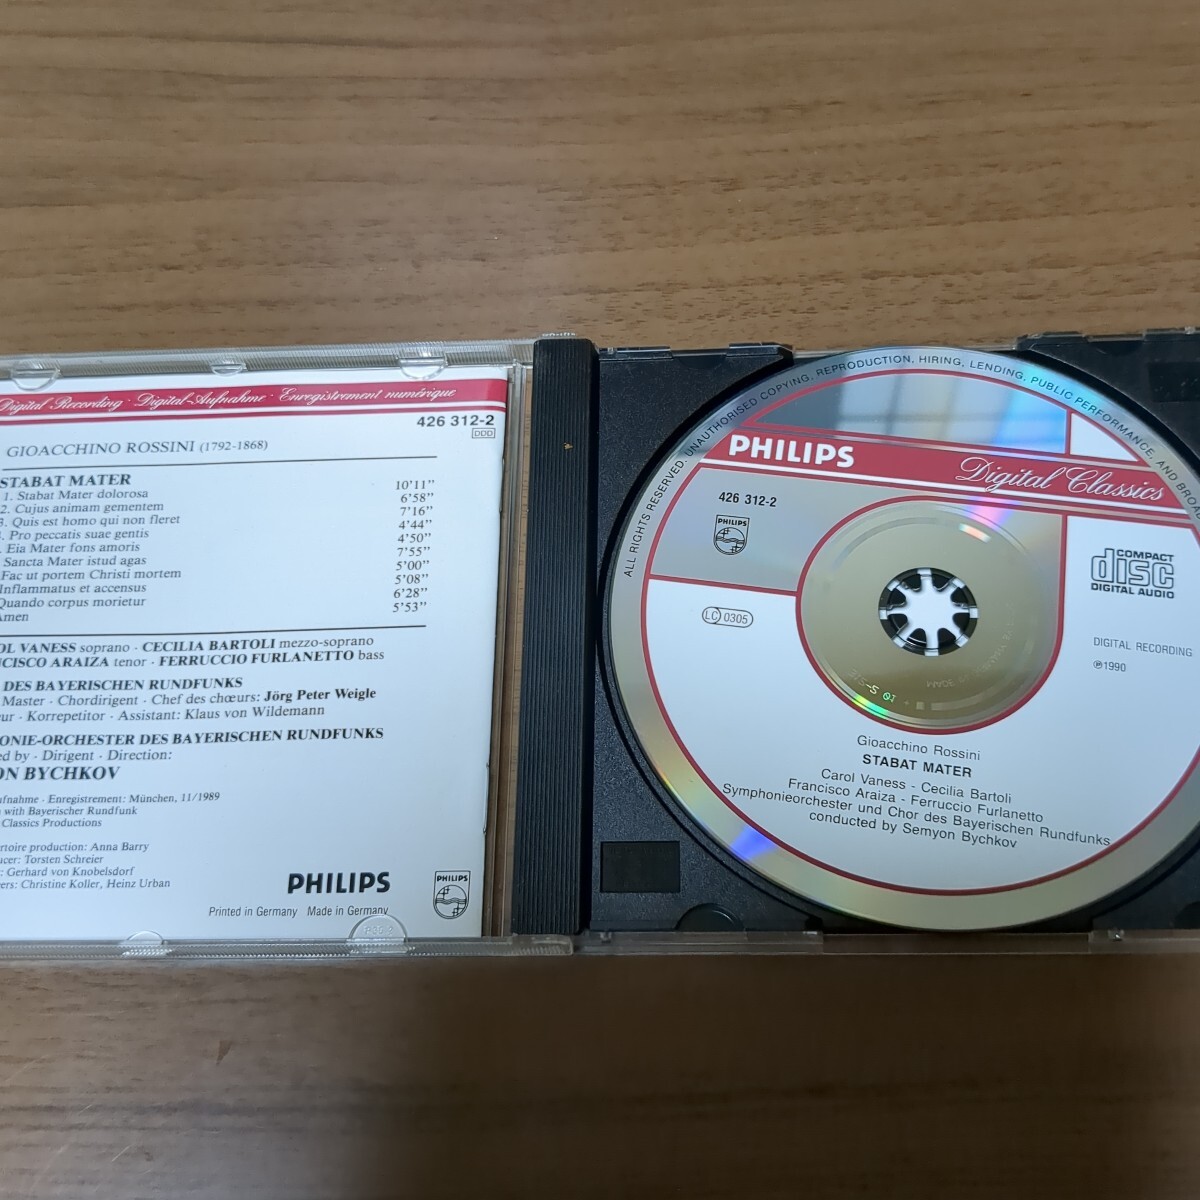 Digital Recording · Digital-Aufnahme · Enregistrement numérique
426 312-2
DDD
GIOACCHINO ROSSINI (1792-1868)
STABAT MATER
1. Stabat Mater dolorosa 10'11"
2. Cujus animam gementem 6'58"
3. Quis est homo qui non fleret 7'16"
. Pro peccatis suae gentis 4'44"
. Eia Mater fons amoris 4'50"
Sancta Mater istud agas 7'55"
Fac ut portem Christi mortem 5'00"
Inflammatus et accensus 5'08"
Quando corpus morietur 6'28"
Amen 5'53"
OL VANESS soprano · CECILIA BARTOLI mezzo-soprano
CISCO ARAIZA tenor · FERRUCCIO FURLANETTO bass
DES BAYERISCHEN RUNDFUNKS
Master · Chordirigent · Chef des chœurs: Jörg Peter Weigle
eur · Korrepetitor · Assistant: Klaus von Wildemann
ONIE-ORCHESTER DES BAYERISCHEN RUNDFUNKS
ed by · Dirigent · Direction:
ON BYCHKOV
ufnahme · Enregistrement: München, 11/1989
with Bayerischer Rundfunk
Classics Productions
ertoire production: Anna Barry
ucer: Torsten Schreier
: Gerhard von Knobelsdorf
eers: Christine Koller, Heinz Urban
PHILIPS
PHILIPS
Printed in Germany Made in Germany
ALL RIGHTS RESERVED. UNAUTHORISED COPYING, REPRODUCTION, HIRING, LENDING, PUBLIC PERFORMANCE, AND BROAD
PHILIPS
Digital Classics
426 312-2
PHILIPS
COMPACT
disc
DIGITAL AUDIO
LC 0305
DIGITAL RECORDING
℗1990
Gioacchino Rossini
STABAT MATER
Carol Vaness - Cecilia Bartoli
Francisco Araiza - Ferruccio Furlanetto
Symphonieorchester und Chor des Bayerischen Rundfunks
conducted by Semyon Bychkov